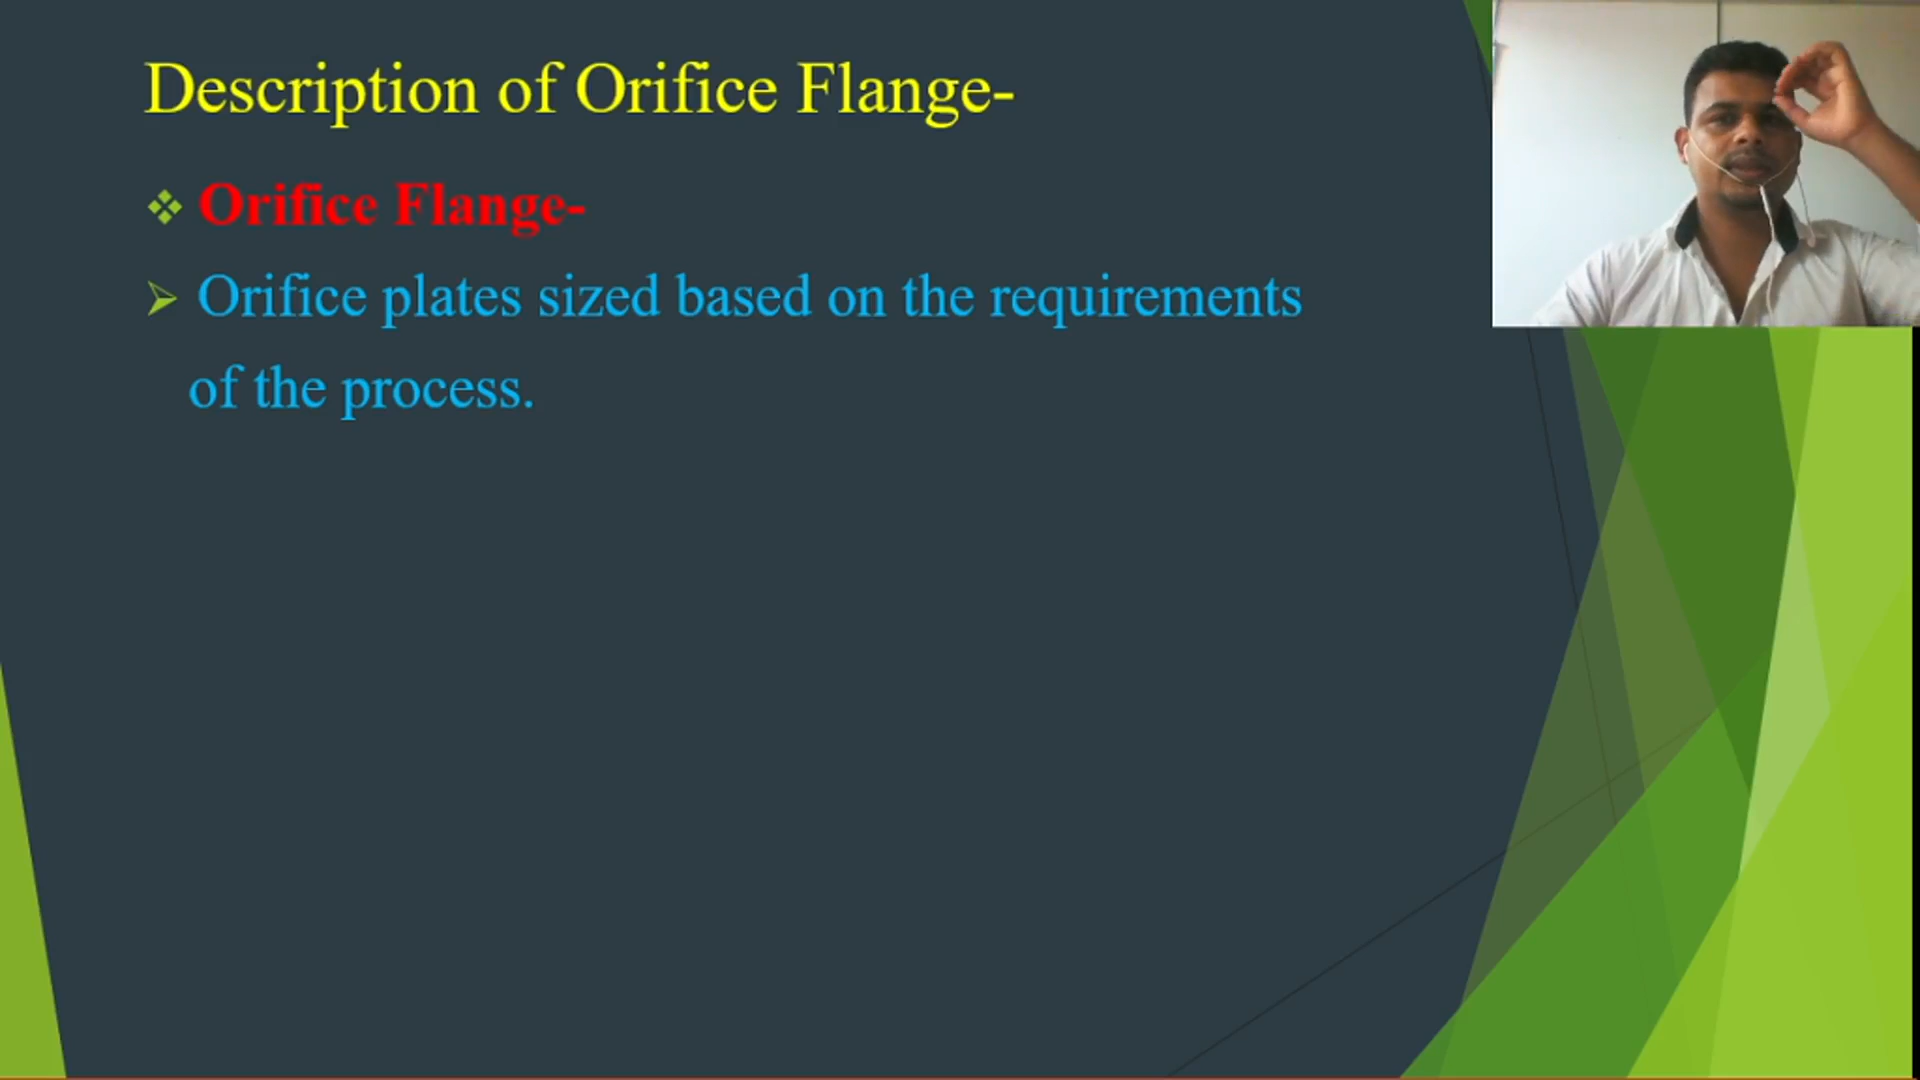 Description of Orifice Flange-
Orifice Flange-
Orifice plates sized based on the requirements
of the process.